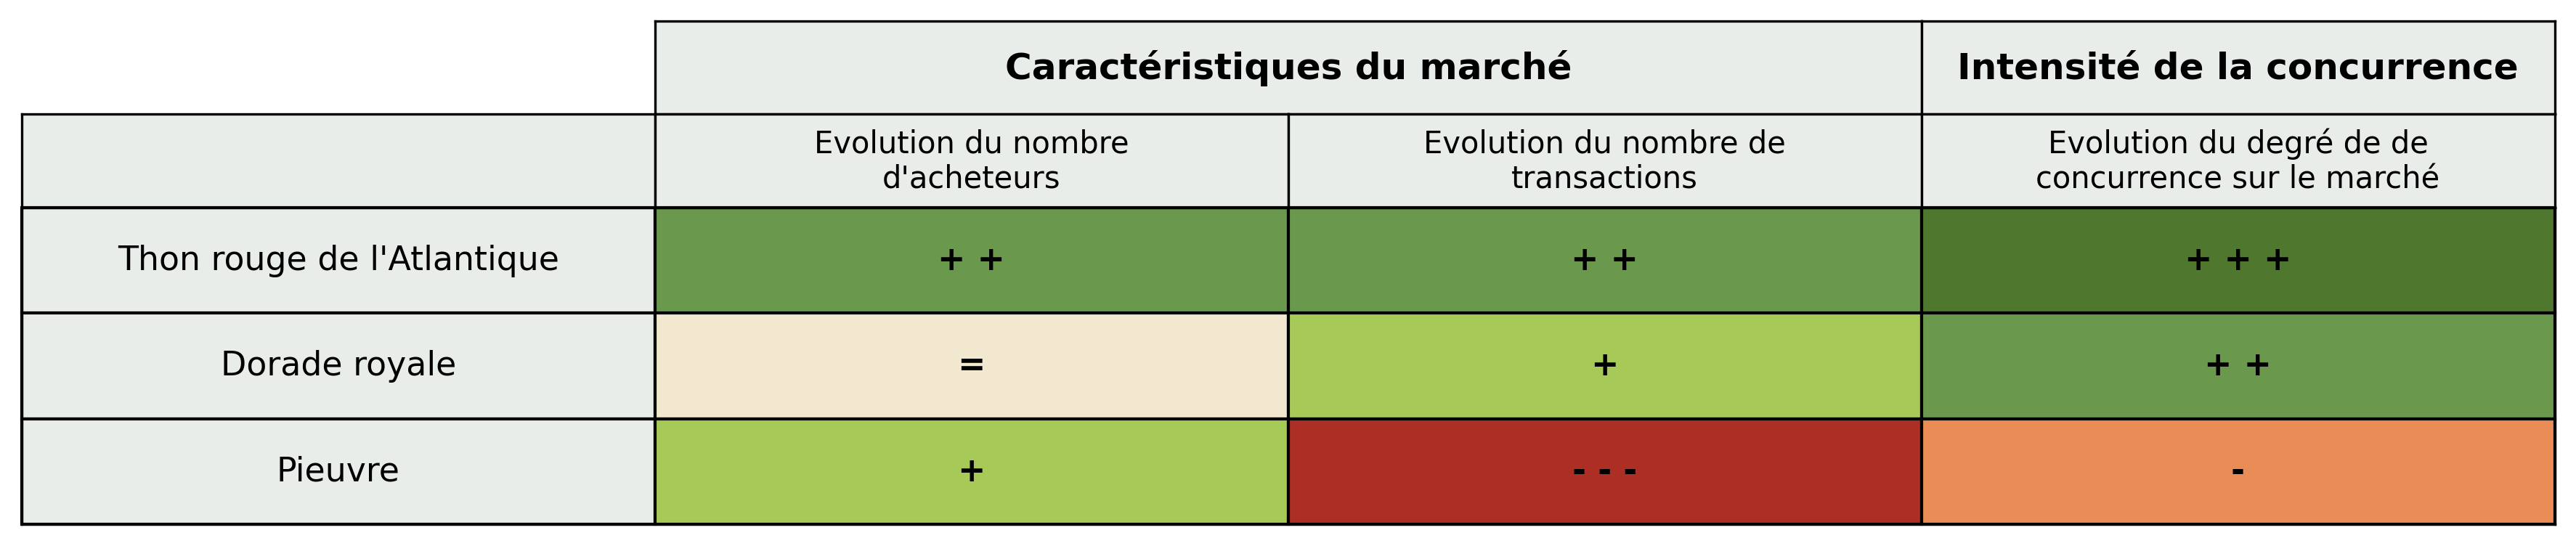 Caractéristiques du marché
Intensité de la concurrence
Evolution du nombre
d'acheteurs
Evolution du nombre de
transactions
Evolution du degré de de
concurrence sur le marché
Thon rouge de l'Atlantique
+ +
+ +
+ + +
Dorade royale
=
+
+ +
Pieuvre
+
- - -
-